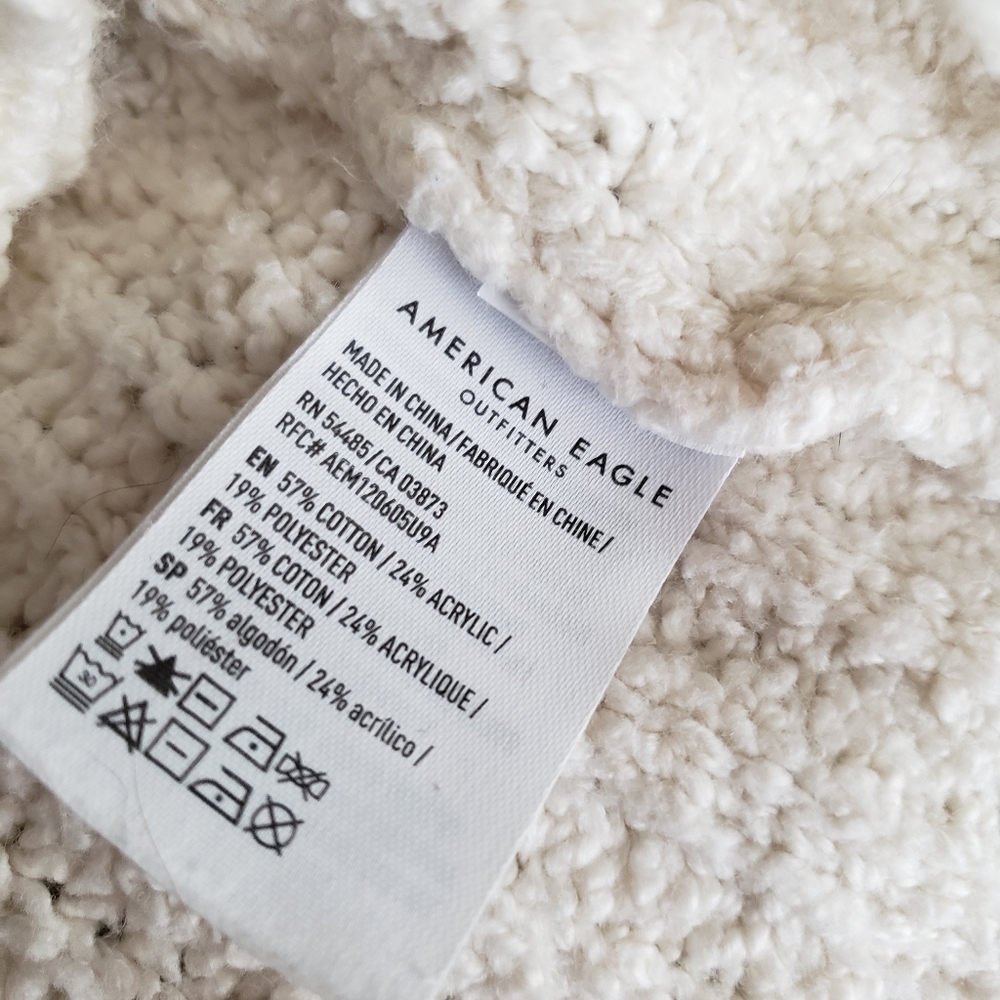 AMERICAN EAGLE
OUTFITTERS
MADE IN CHINA/FABRIQUÉ EN CHINE/
HECHO EN CHINA
RN 54485 / CA 03873
RFC# AEM120605U9A
EN 57% COTTON / 24% ACRYLIC /
19% POLYESTER
FR 57% COTON / 24% ACRYLIQUE /
19% POLYESTER
SP 57% algodón / 24% acrílico /
19% poliéster
30